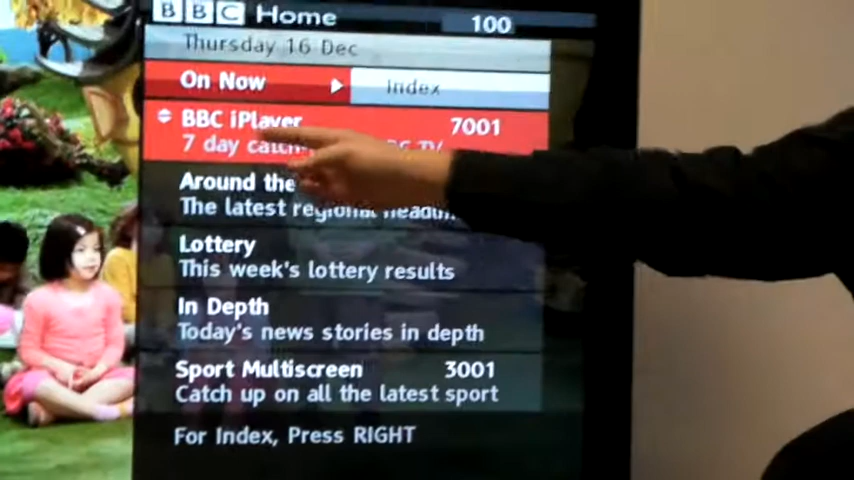 BBC Home 100
Thursday 16 Dec
On Now Index
BBC iPlayer 7001
7 day TV
Around the
The latest regional
Lottery
This week's lottery results
In Depth
Today's news stories in depth
Sport Multiscreen 3001
Catch up on all the latest sport
For Index, Press RIGHT